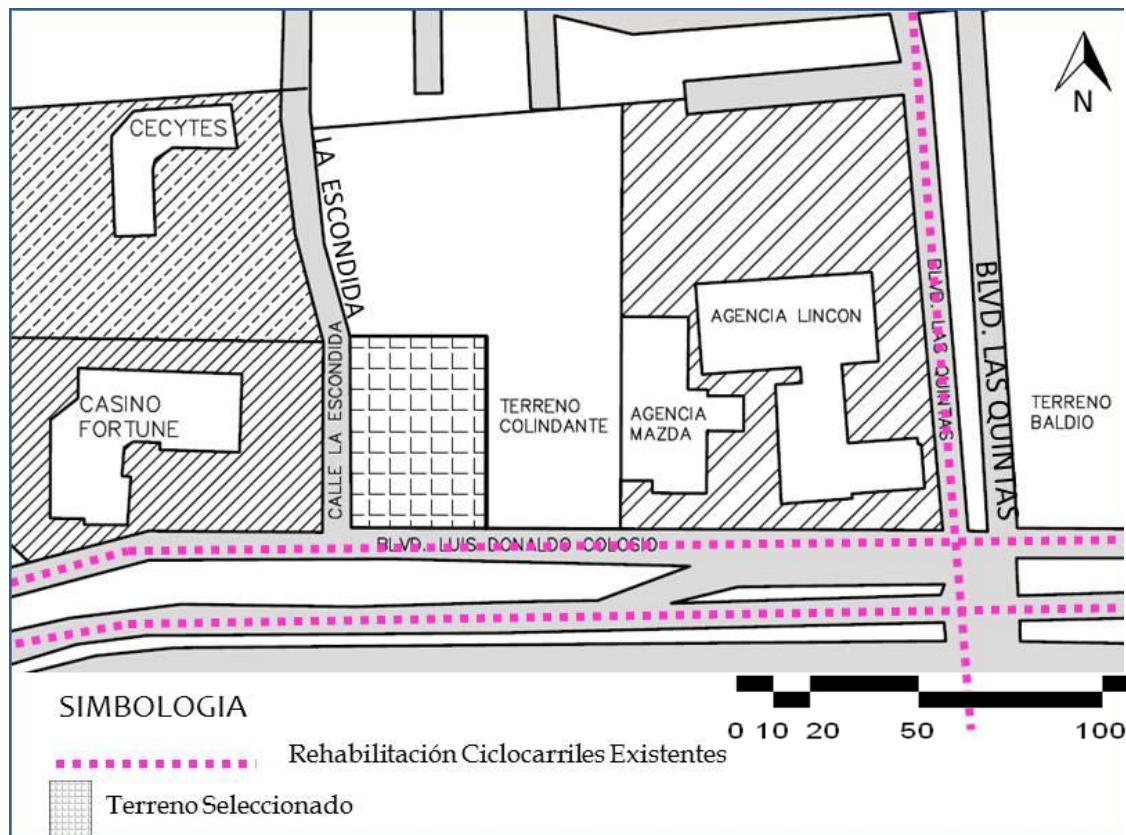 CECYTES
N
LA ESCONDIDA
CASINO
FORTUNE
CALLE LA ESCONDIDA
TERRENO
COLINDANTE
AGENCIA
MAZDA
AGENCIA LINCON
BLVD. LAS QUINTAS
BLVD. LAS QUINTAS
TERRENO
BALDIO
BLVD. LUIS DONALDO COLOSIO
SIMBOLOGIA
0 10 20 50 100
Rehabilitación Ciclocarriles Existentes
Terreno Seleccionado